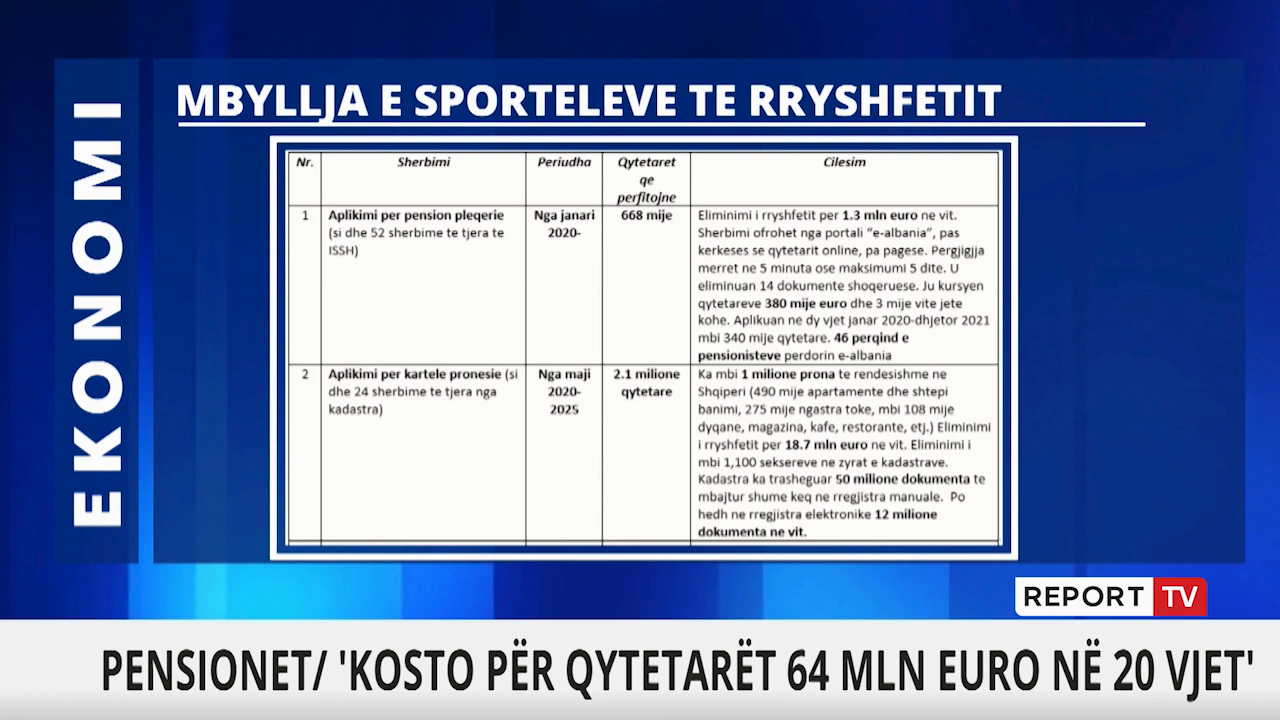 EKONOMI
MBYLLJA E SPORTELEVE TE RRYSHFETIT
Nr. Sherbimi Periudha Qytetaret
qe
perfitojne
Cilesim
1
Aplikimi per pension pleqerie
(si dhe 52 sherbime te tjera te
ISSH)
Nga janari
2020-
668 mije
Eliminimi i rryshfetit per 1.3 mln euro ne vit.
Sherbimi ofrohet nga portali “e-albania”, pas
kerkeses se qytetarit online, pa pagese. Pergjigjja
merret ne 5 minuta ose maksimumi 5 dite. U
eliminuan 14 dokumente shoqeruese. Ju kursyen
qytetareve 380 mije euro dhe 3 mije vite jete
kohe. Aplikuan ne dy vjet janar 2020-dhjetor 2021
mbi 340 mije qytetare. 46 perqind e
pensionisteve perdorin e-albania
2
Aplikimi per kartele pronesie (si
dhe 24 sherbime te tjera nga
kadastra)
Nga maji
2020-
2025
2.1 milione
qytetare
Ka mbi 1 milione prona te rendesishme ne
Shqiperi (490 mije apartamente dhe shtepi
banimi, 275 mije ngastra toke, mbi 108 mije
dyqane, magazina, kafe, restorante, etj.) Eliminimi
i rryshfetit per 18.7 mln euro ne vit. Eliminimi i
mbi 1,100 seksereve ne zyrat e kadastrave.
Kadastra ka trasheguar 50 milione dokumenta te
mbajtur shume keq ne rregjistra manuale. Po
hedh ne rregjistra elektronike 12 milione
dokumenta ne vit.
REPORT TV
PENSIONET/ 'KOSTO PËR QYTETARËT 64 MLN EURO NË 20 VJET'